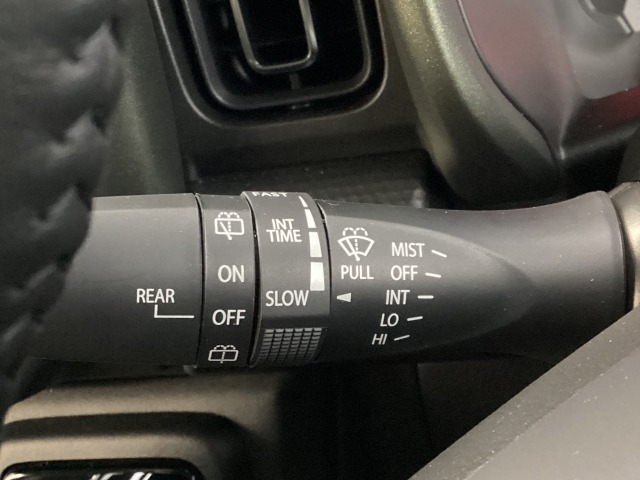 FAST
INT
TIME
SLOW
REAR
ON
OFF
PULL
MIST
OFF
INT
LO
HI